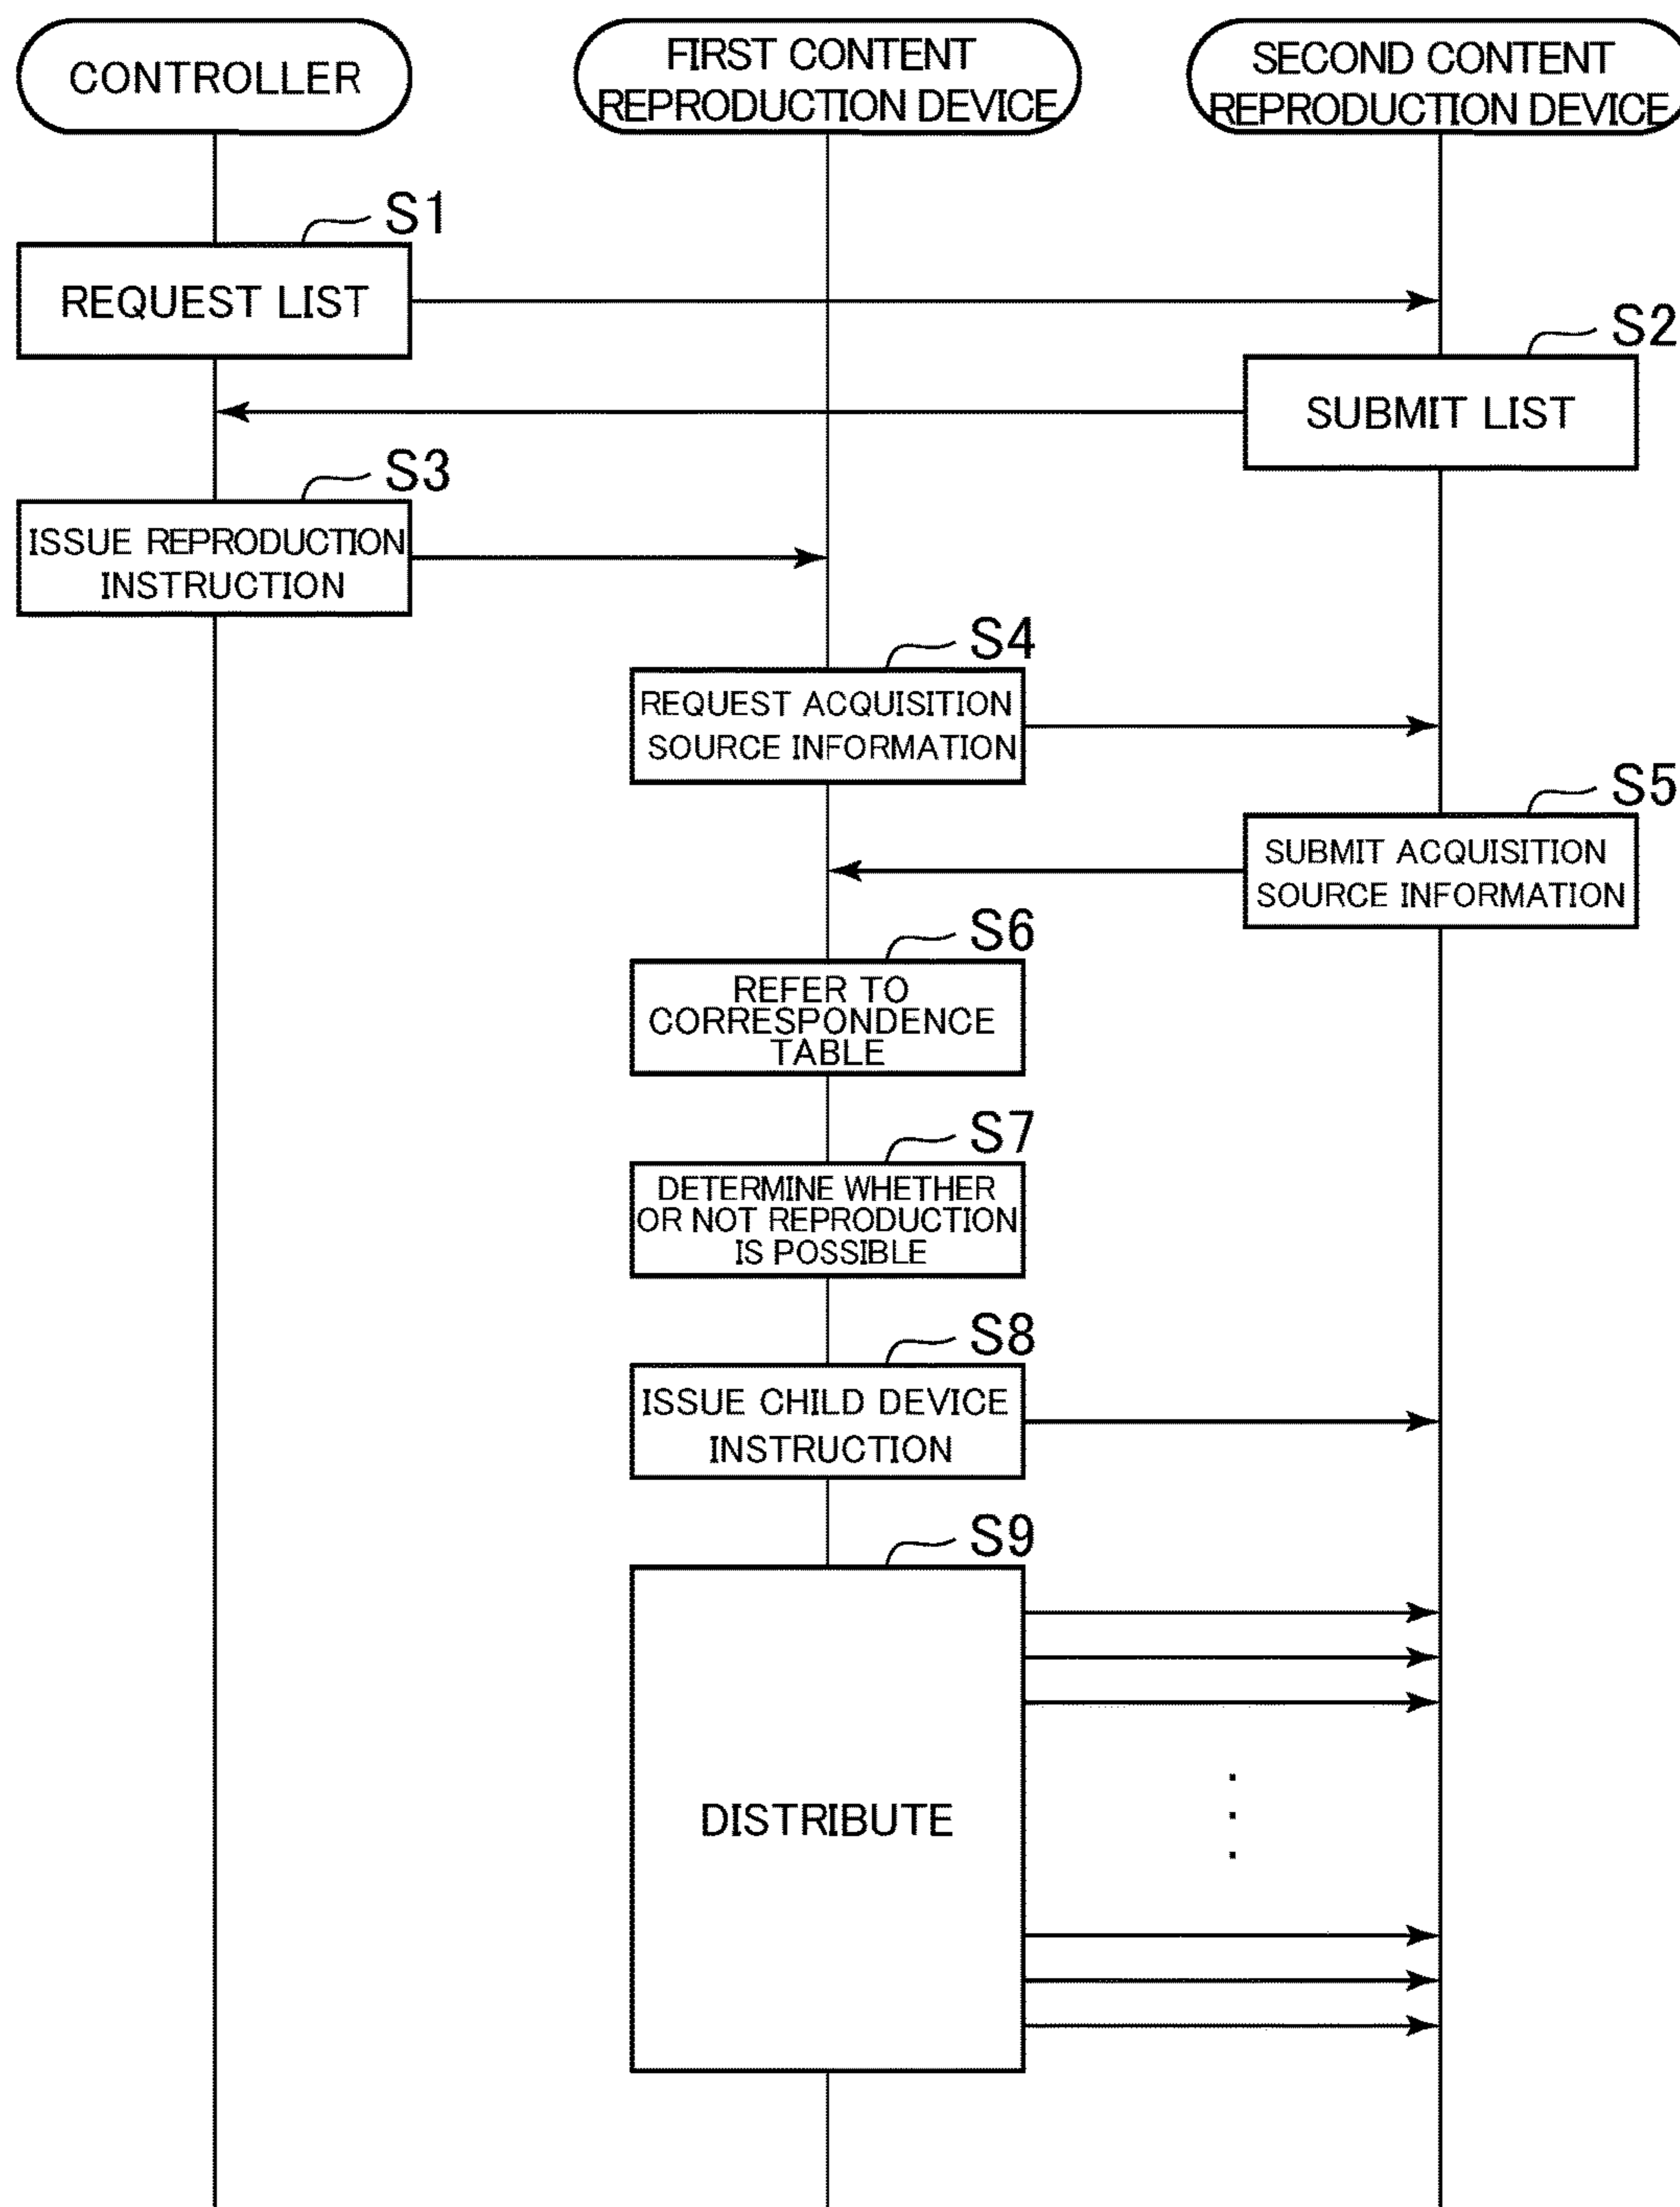 CONTROLLER
FIRST CONTENT
REPRODUCTION DEVICE
SECOND CONTENT
REPRODUCTION DEVICE
S1
REQUEST LIST
S2
SUBMIT LIST
S3
ISSUE REPRODUCTION
INSTRUCTION
S4
REQUEST ACQUISITION
SOURCE INFORMATION
S5
SUBMIT ACQUISITION
SOURCE INFORMATION
S6
REFER TO
CORRESPONDENCE
TABLE
S7
DETERMINE WHETHER
OR NOT REPRODUCTION
IS POSSIBLE
S8
ISSUE CHILD DEVICE
INSTRUCTION
S9
DISTRIBUTE